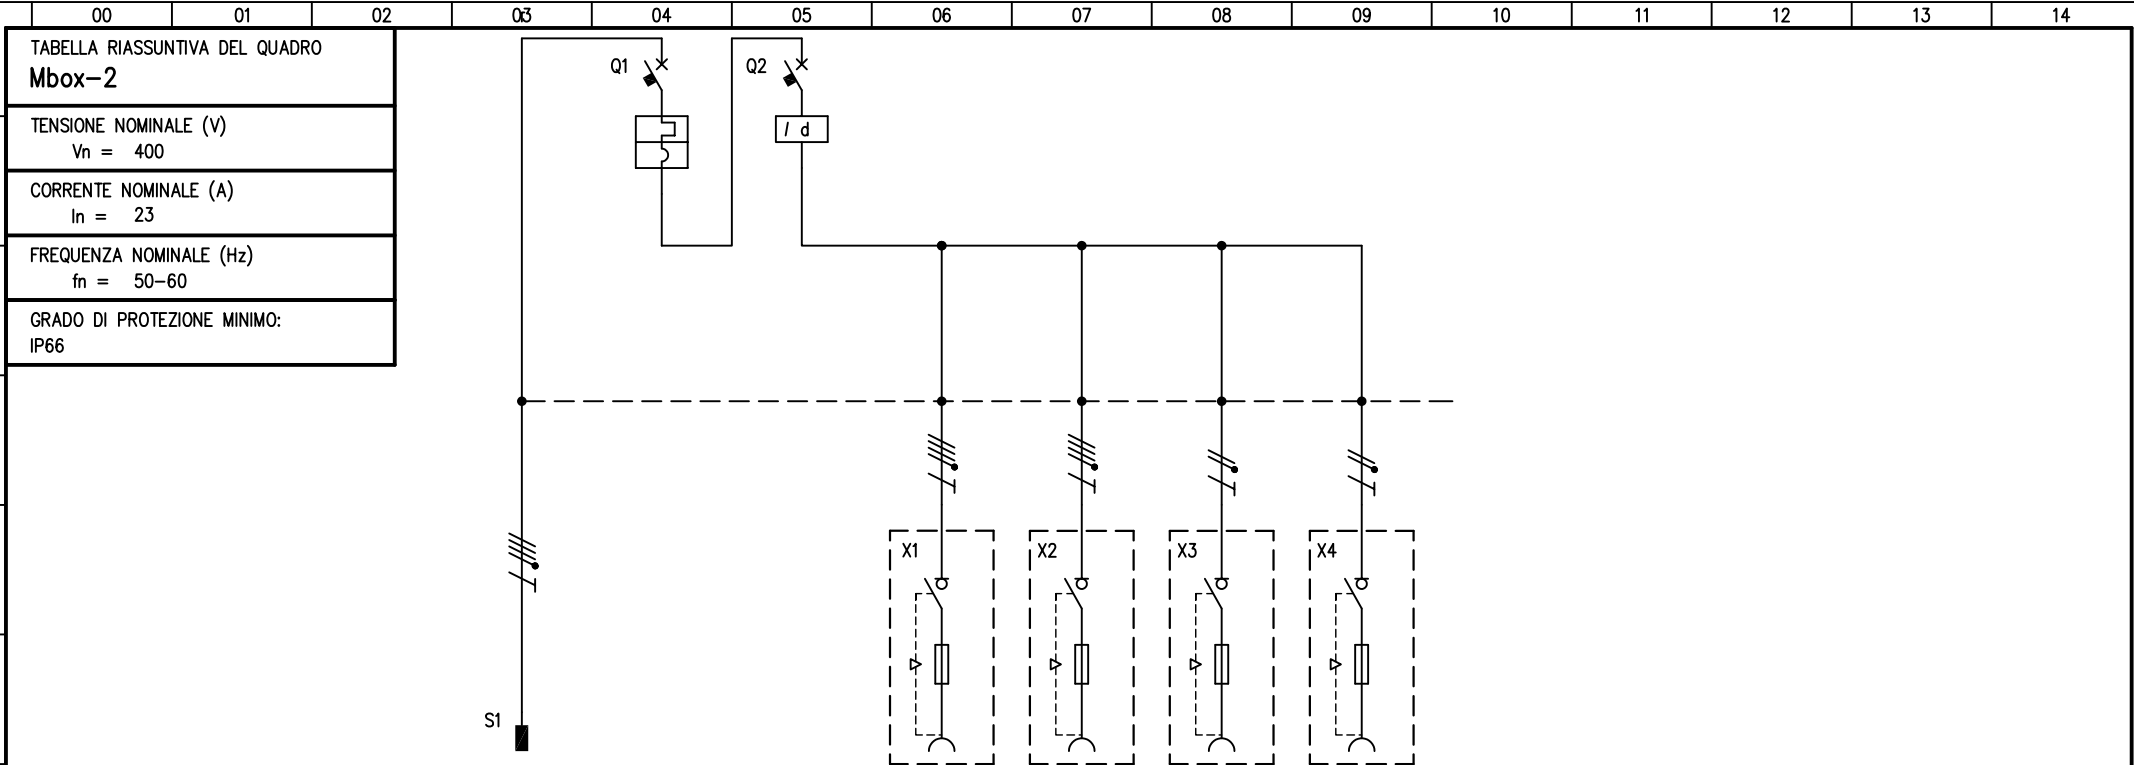 00 01 02 03 04 05 06 07 08 09 10 11 12 13 14
TABELLA RIASSUNTIVA DEL QUADRO
Mbox-2
TENSIONE NOMINALE (V)
Vn = 400
CORRENTE NOMINALE (A)
In = 23
FREQUENZA NOMINALE (Hz)
fn = 50-60
GRADO DI PROTEZIONE MINIMO:
IP66
Q1 Q2
I d
X1 X2 X3 X4
S1